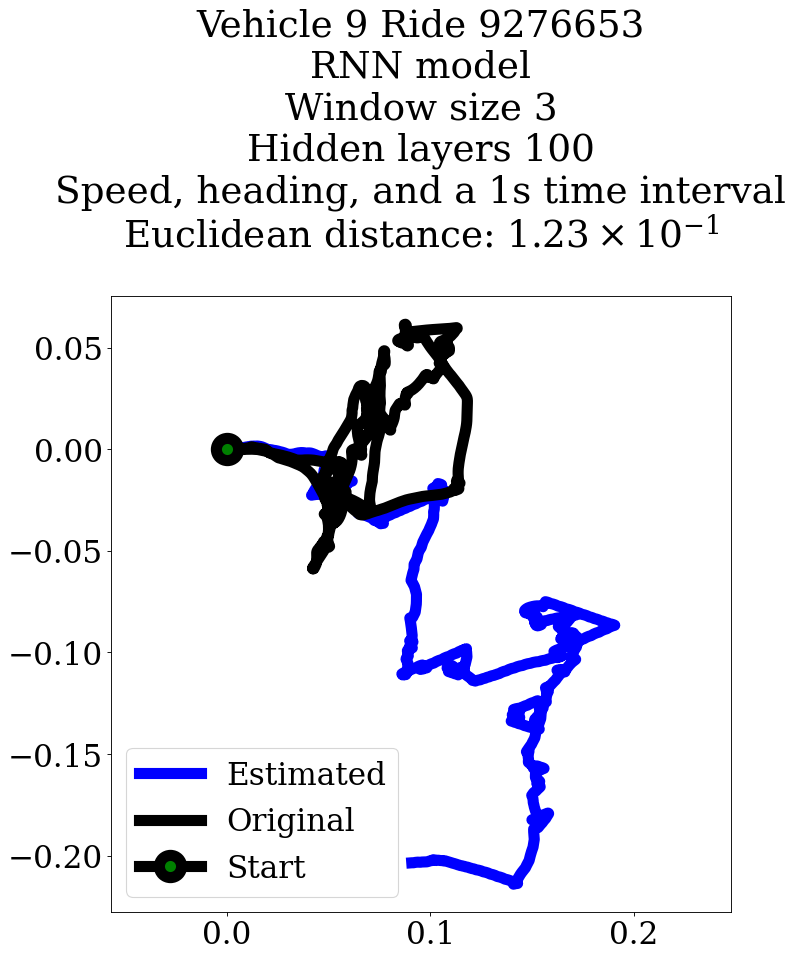 Vehicle 9 Ride 9276653
RNN model
Window size 3
Hidden layers 100
Speed, heading, and a 1s time interval
Euclidean distance: 1.23 × 10⁻¹
0.05
0.00
−0.05
−0.10
−0.15
−0.20
Estimated
Original
Start
0.0 0.1 0.2